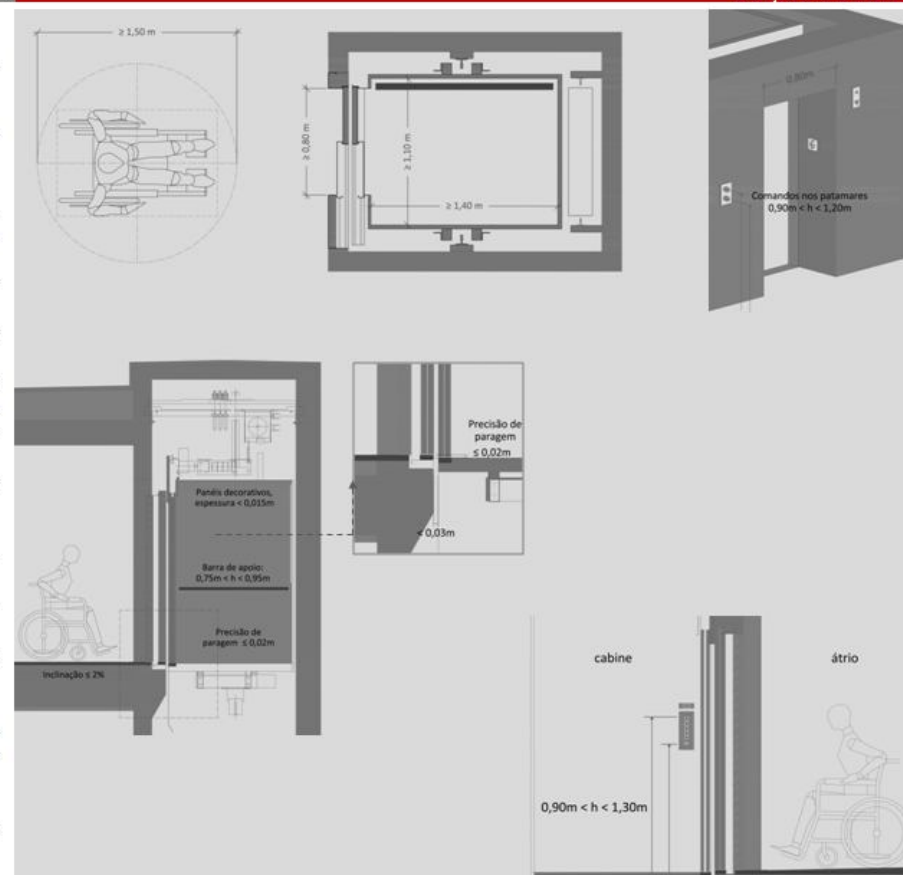 ≥ 1,50 m
≥ 0,80 m
≥ 1,10 m
≥ 1,40 m
0,80m
Comandos nos patamares
0,90m < h < 1,20m
Panéis decorativos,
espessura < 0,015m
Barra de apoio:
0,75m < h < 0,95m
Precisão de
paragem ≤ 0,02m
Inclinação ≤ 2%
Precisão de
paragem
≤ 0,02m
< 0,03m
cabine
átrio
0,90m < h < 1,30m